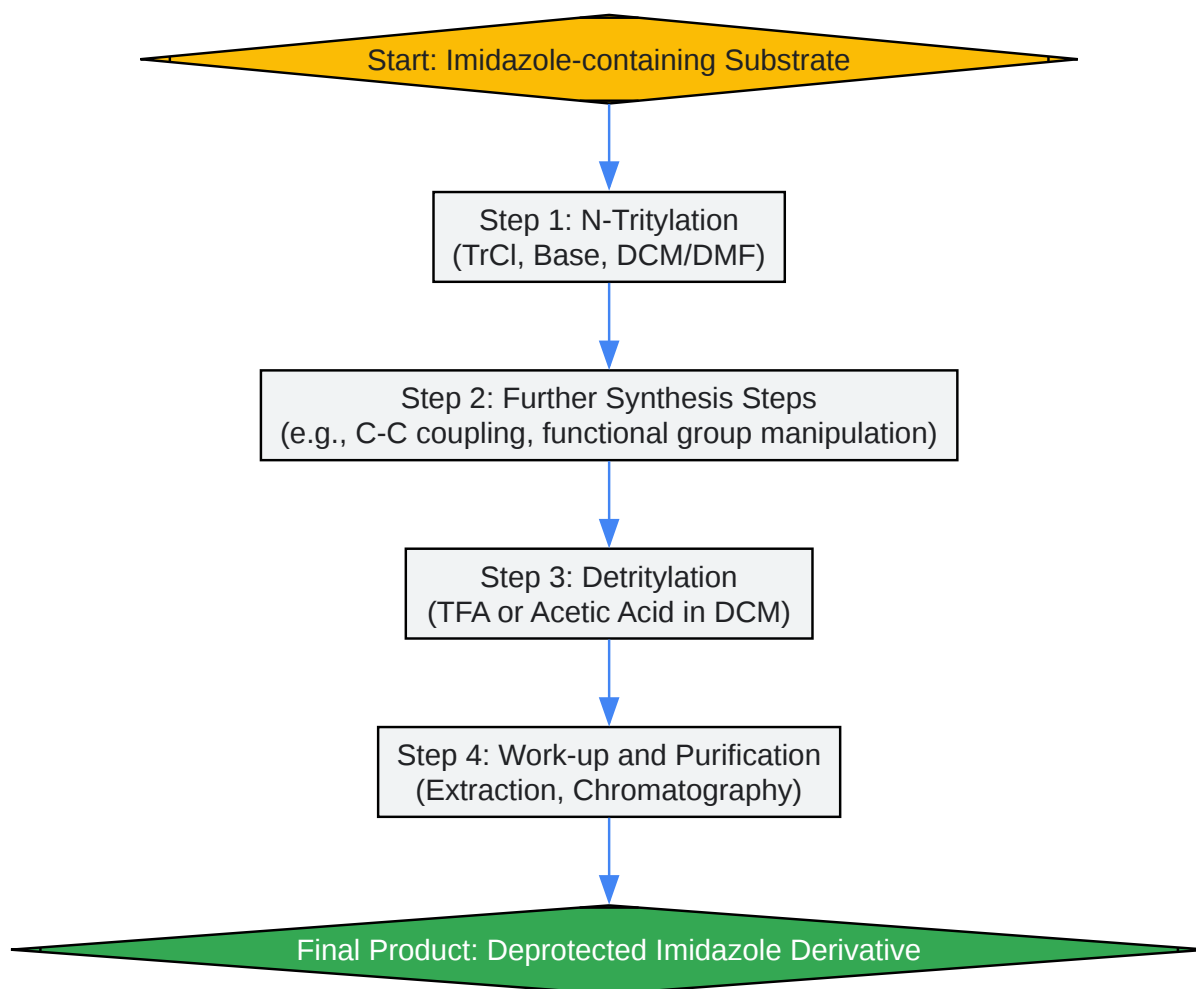 Start: Imidazole-containing Substrate
Step 1: N-Tritylation
(TrCl, Base, DCM/DMF)
Step 2: Further Synthesis Steps
(e.g., C-C coupling, functional group manipulation)
Step 3: Detritylation
(TFA or Acetic Acid in DCM)
Step 4: Work-up and Purification
(Extraction, Chromatography)
Final Product: Deprotected Imidazole Derivative